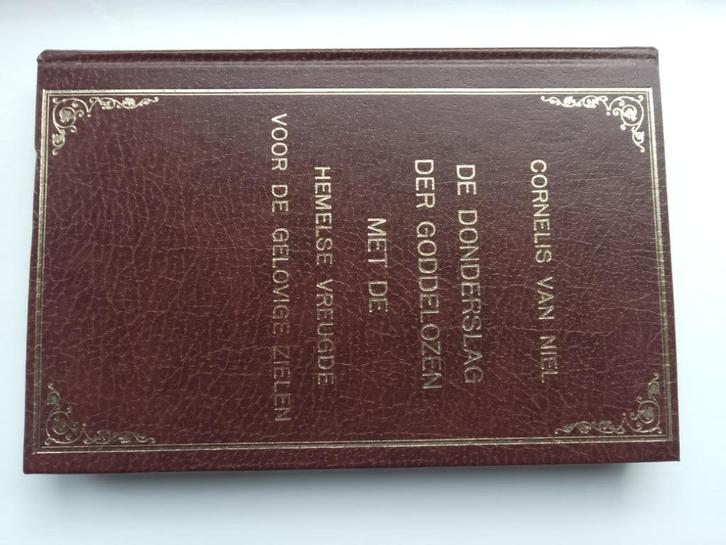 CORNELIS VAN NIEL
DE DONDERSLAG
DER GODDELOZEN
MET DE
HEMELSE VREUGDE
VOOR DE GELOVIGE ZIELEN